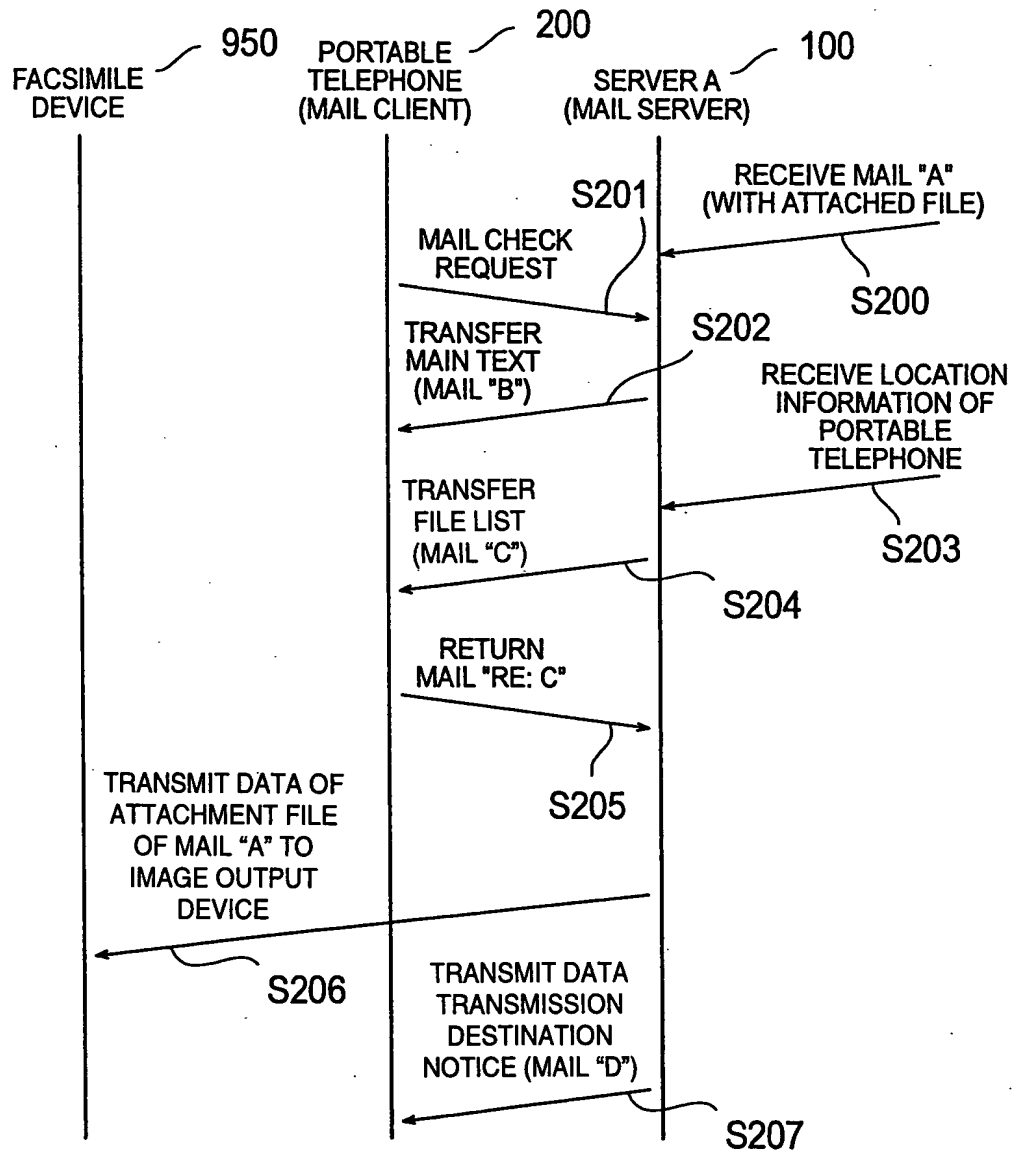 950
FACSIMILE
DEVICE
200
PORTABLE
TELEPHONE
(MAIL CLIENT)
100
SERVER A
(MAIL SERVER)
RECEIVE MAIL "A"
(WITH ATTACHED FILE)
S200
S201
MAIL CHECK
REQUEST
S202
TRANSFER
MAIN TEXT
(MAIL "B")
RECEIVE LOCATION
INFORMATION OF
PORTABLE
TELEPHONE
S203
TRANSFER
FILE LIST
(MAIL “C”)
S204
RETURN
MAIL "RE: C"
S205
TRANSMIT DATA OF
ATTACHMENT FILE
OF MAIL “A” TO
IMAGE OUTPUT
DEVICE
S206
TRANSMIT DATA
TRANSMISSION
DESTINATION
NOTICE (MAIL “D”)
S207